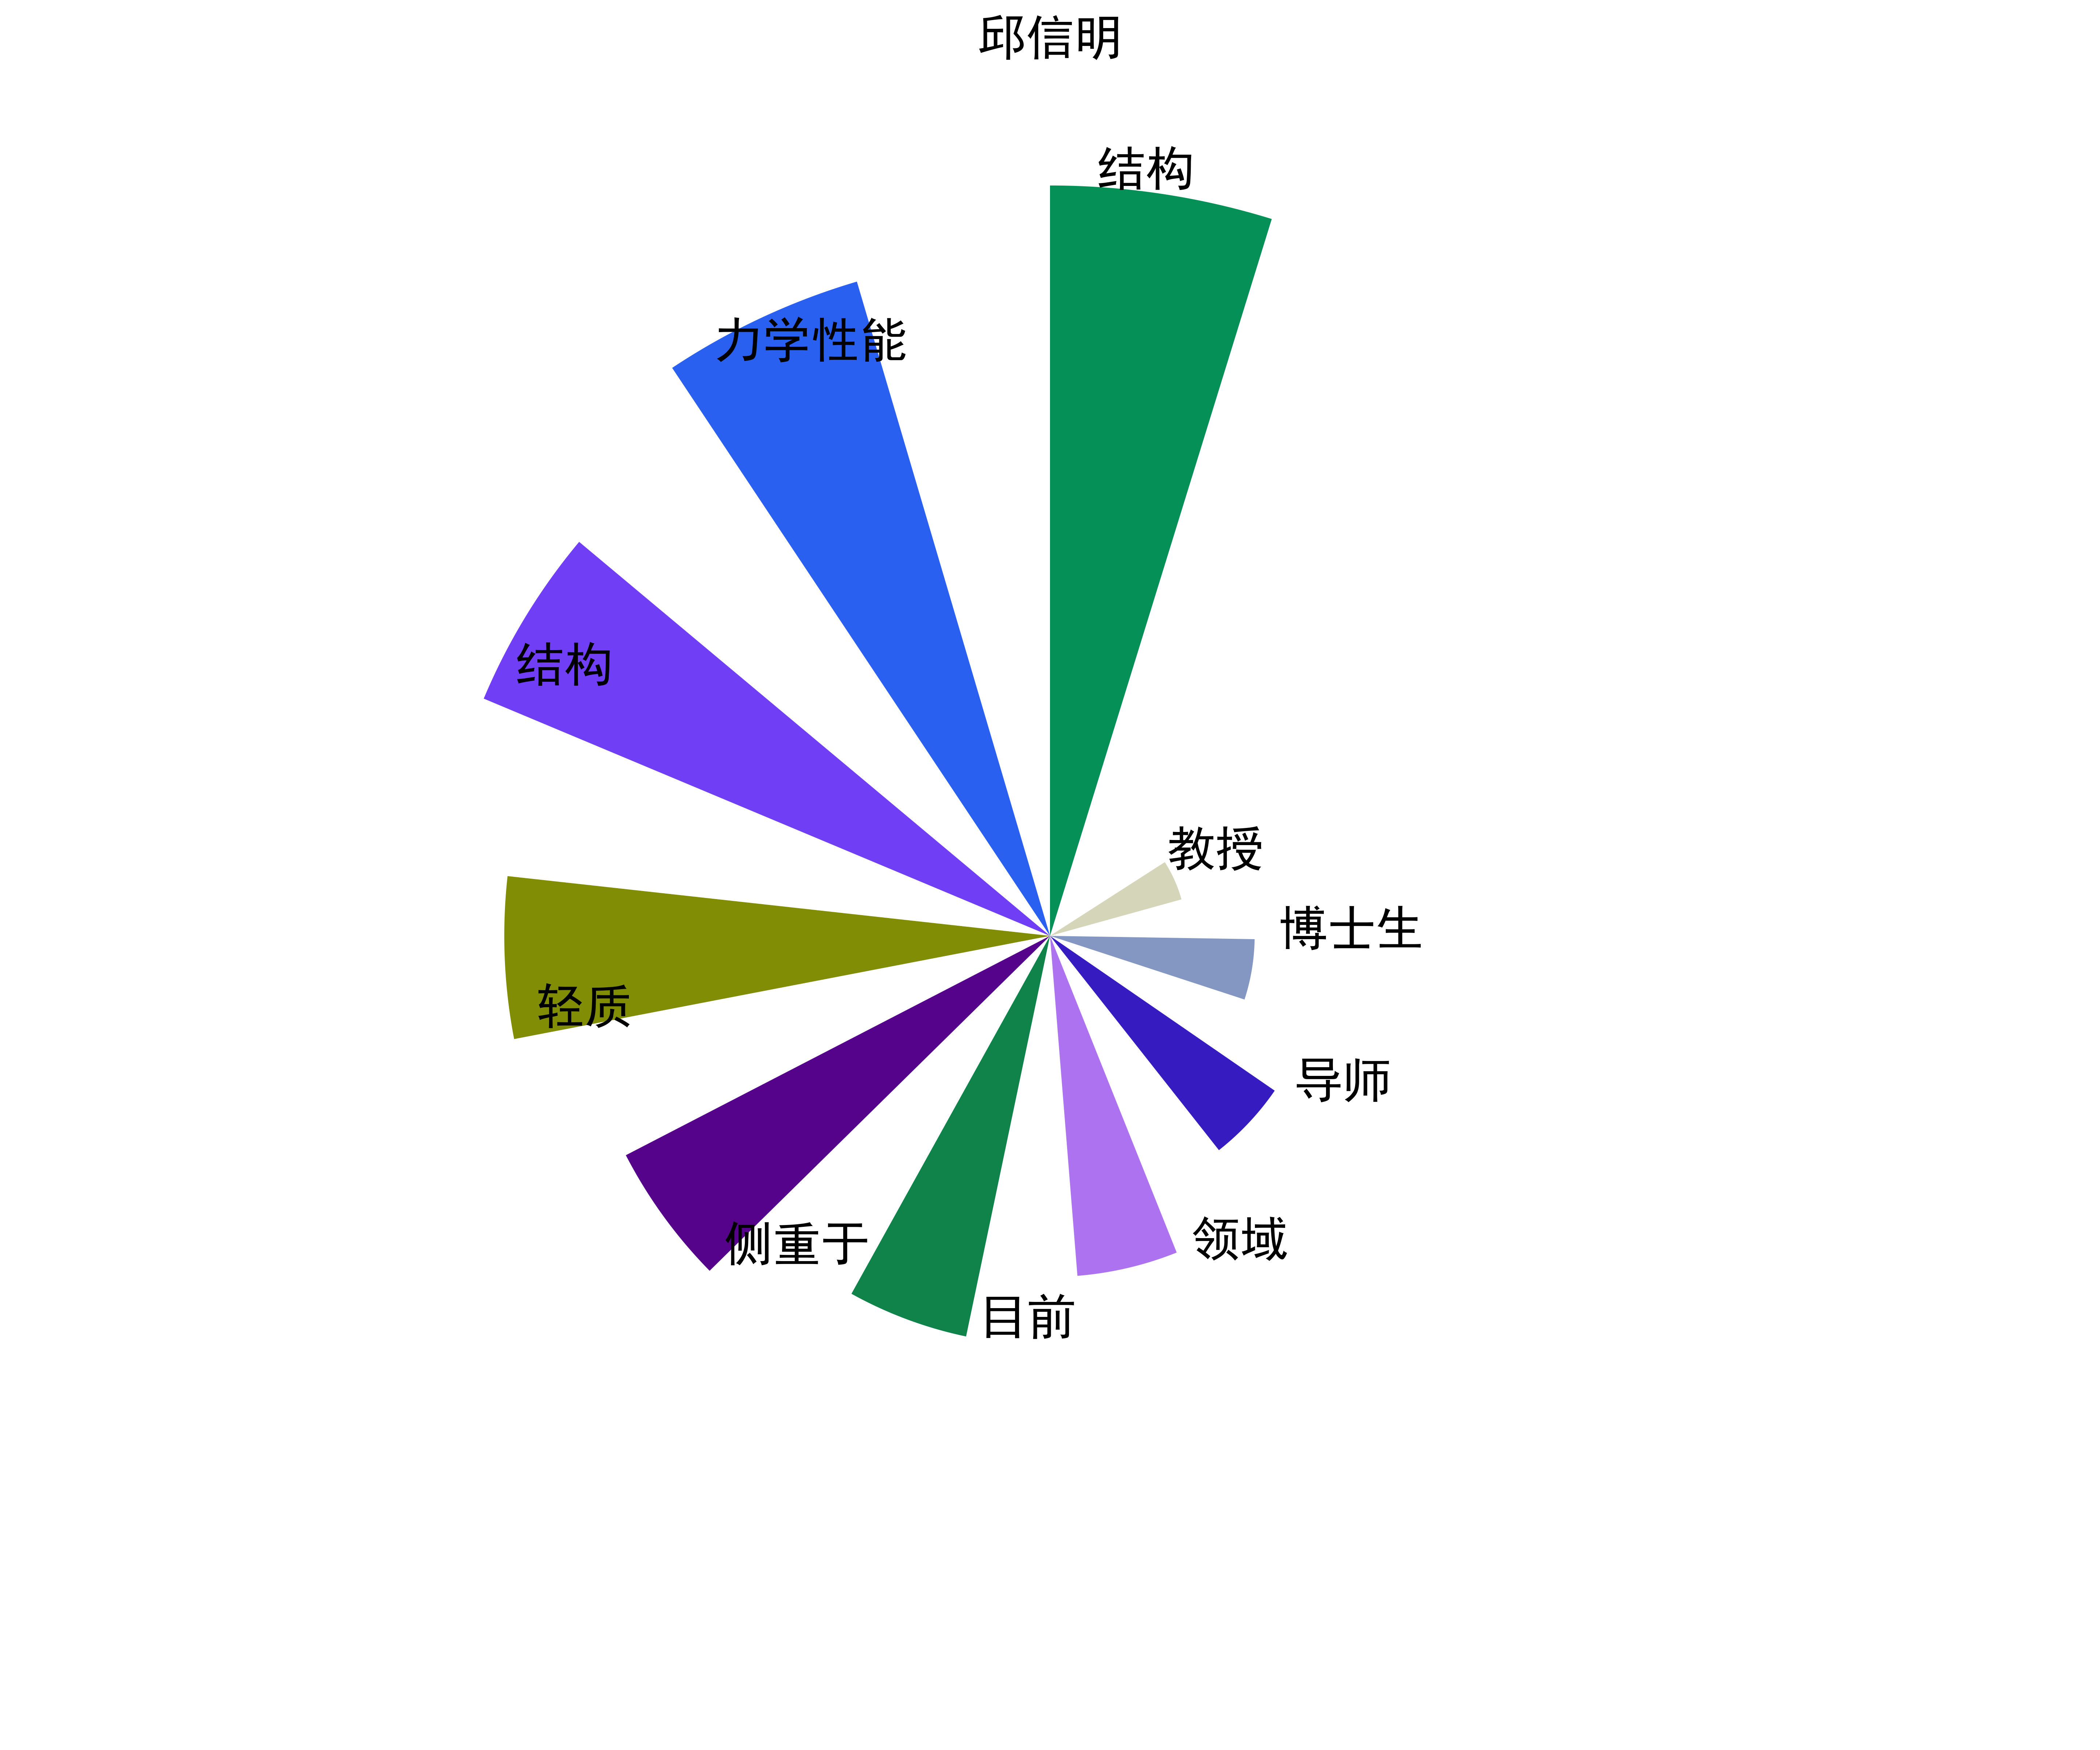 邱信明
结构
力学性能
结构
教授
博士生
轻质
导师
侧重于
领域
目前